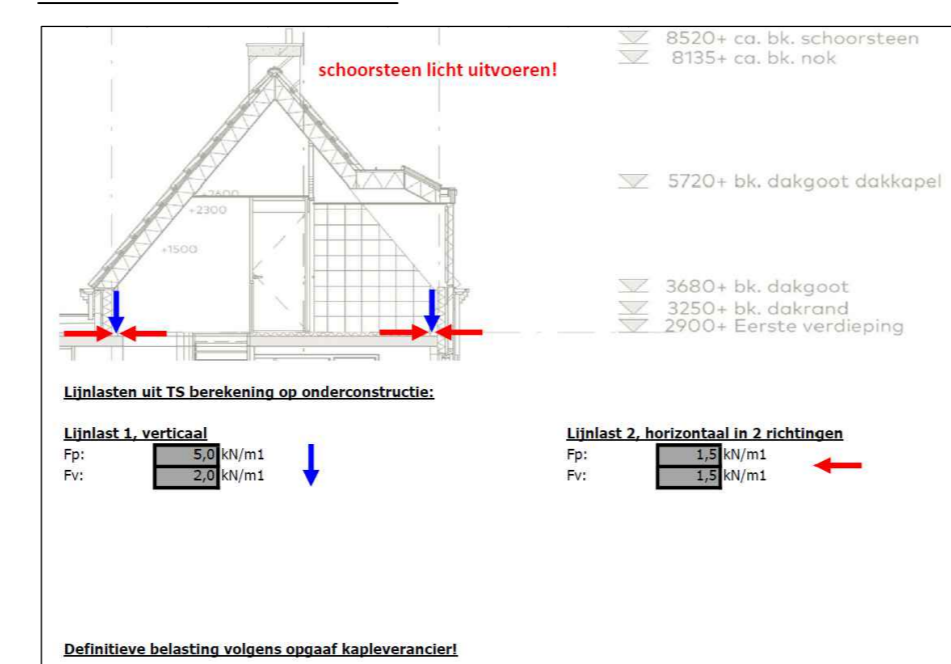 8520+ ca. bk. schoorsteen
8135+ ca. bk. nok
schoorsteen licht uitvoeren!
5720+ bk. dakgoot dakkapel
+2600
+2300
+1500
3680+ bk. dakgoot
3250+ bk. dakrand
2900+ Eerste verdieping
Lijnlasten uit TS berekening op onderconstructie:
Lijnlast 1, verticaal
Fp: 5,0 kN/m1
Fv: 2,0 kN/m1
Lijnlast 2, horizontaal in 2 richtingen
Fp: 1,5 kN/m1
Fv: 1,5 kN/m1
Definitieve belasting volgens opgaaf kapleverancier!